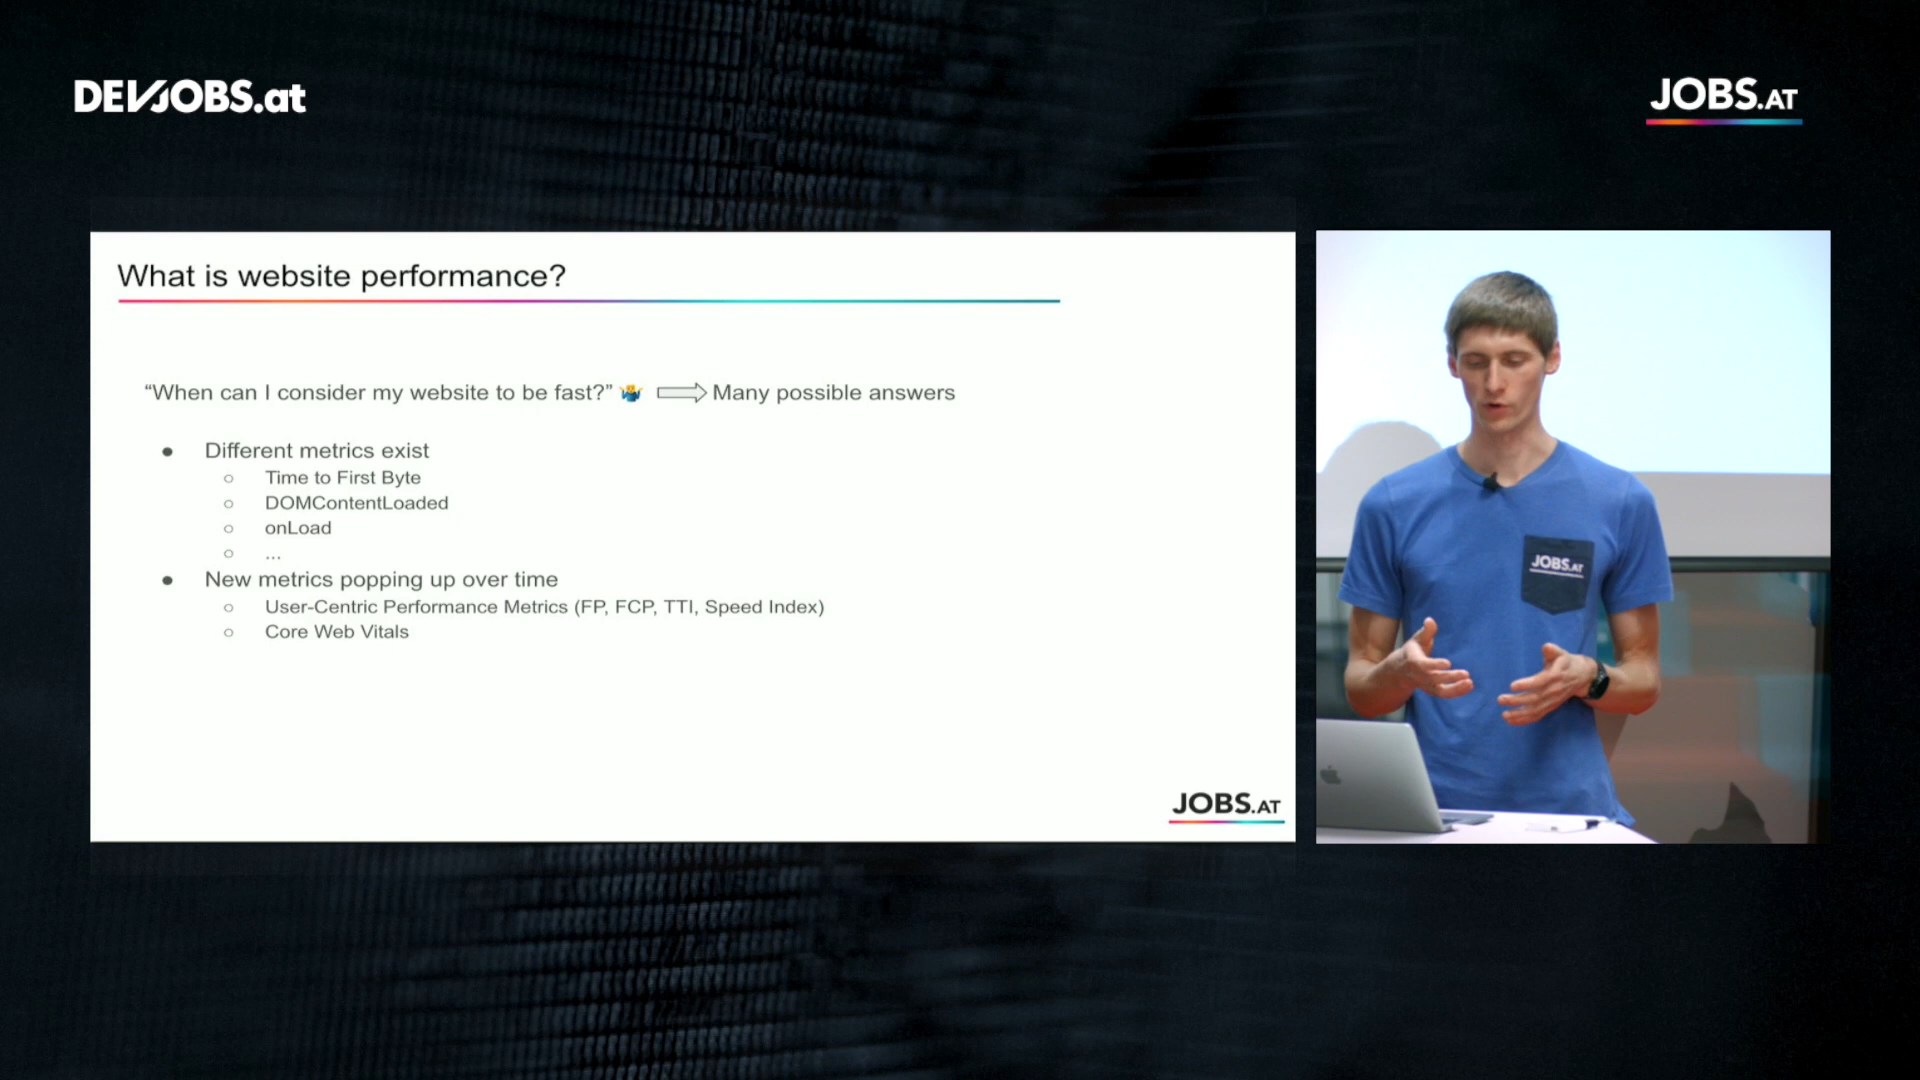 DEVJOBS.at
JOBS.AT
What is website performance?
“When can I consider my website to be fast?” 🤷 ⇨ Many possible answers
● Different metrics exist
○ Time to First Byte
○ DOMContentLoaded
○ onLoad
○ ...
● New metrics popping up over time
○ User-Centric Performance Metrics (FP, FCP, TTI, Speed Index)
○ Core Web Vitals
JOBS.AT
JOBS.AT